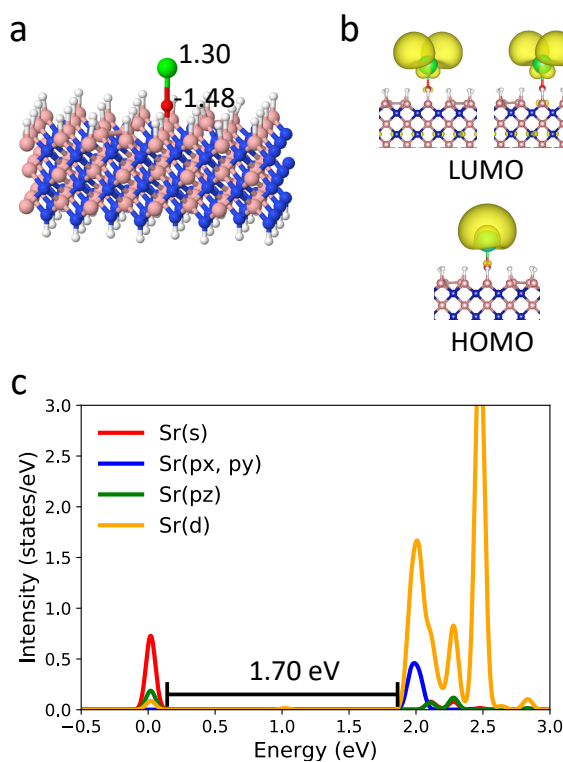 a
1.30
-1.48
b
LUMO
HOMO
c
Intensity (states/eV)
3.0
2.5
2.0
1.5
1.0
0.5
0.0
Sr(s)
Sr(px, py)
Sr(pz)
Sr(d)
1.70 eV
−0.5 0.0 0.5 1.0 1.5 2.0 2.5 3.0
Energy (eV)